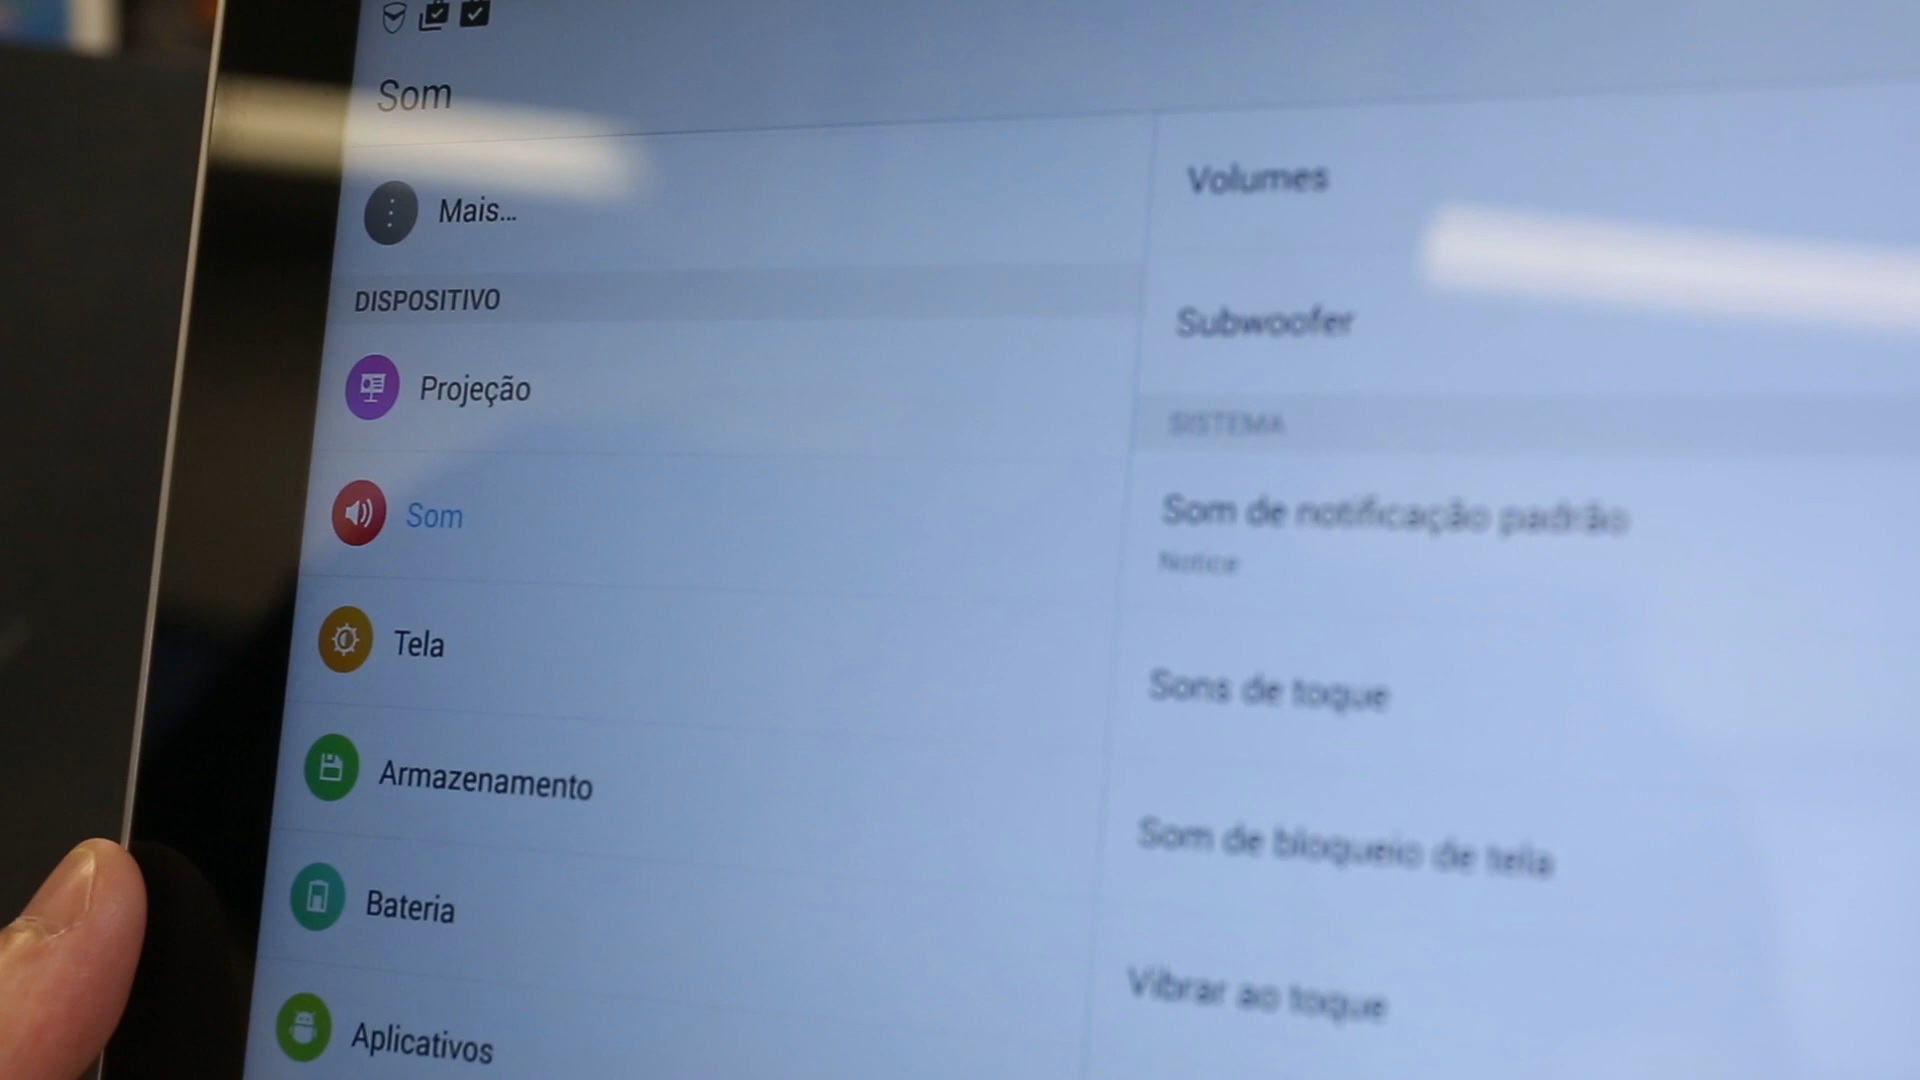 Som
Mais...
DISPOSITIVO
Projeção
Som
Tela
Armazenamento
Bateria
Aplicativos
Volumes
Subwoofer
SISTEMA
Som de notificação padrão
Notice
Sons de toque
Som de bloqueio de tela
Vibrar ao toque